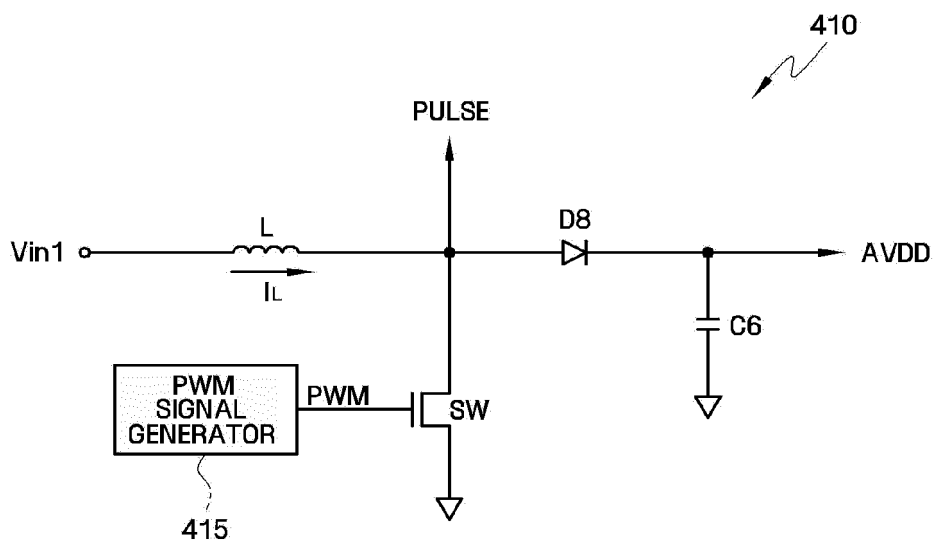 410
PULSE
Vin1
L
IL
D8
AVDD
C6
PWM
SIGNAL
GENERATOR
PWM
SW
415